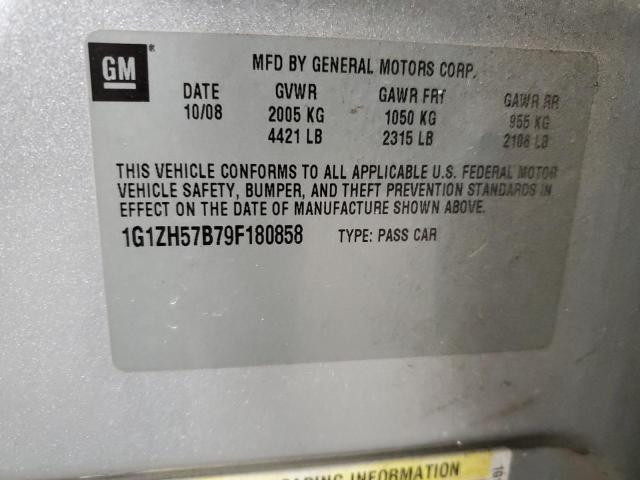 GM
MFD BY GENERAL MOTORS CORP.
DATE GVWR GAWR FRT GAWR RR
10/08 2005 KG 1050 KG 955 KG
4421 LB 2315 LB 2106 LB
THIS VEHICLE CONFORMS TO ALL APPLICABLE U.S. FEDERAL MOTOR
VEHICLE SAFETY, BUMPER, AND THEFT PREVENTION STANDARDS IN
EFFECT ON THE DATE OF MANUFACTURE SHOWN ABOVE.
1G1ZH57B79F180858 TYPE: PASS CAR
INFORMATION